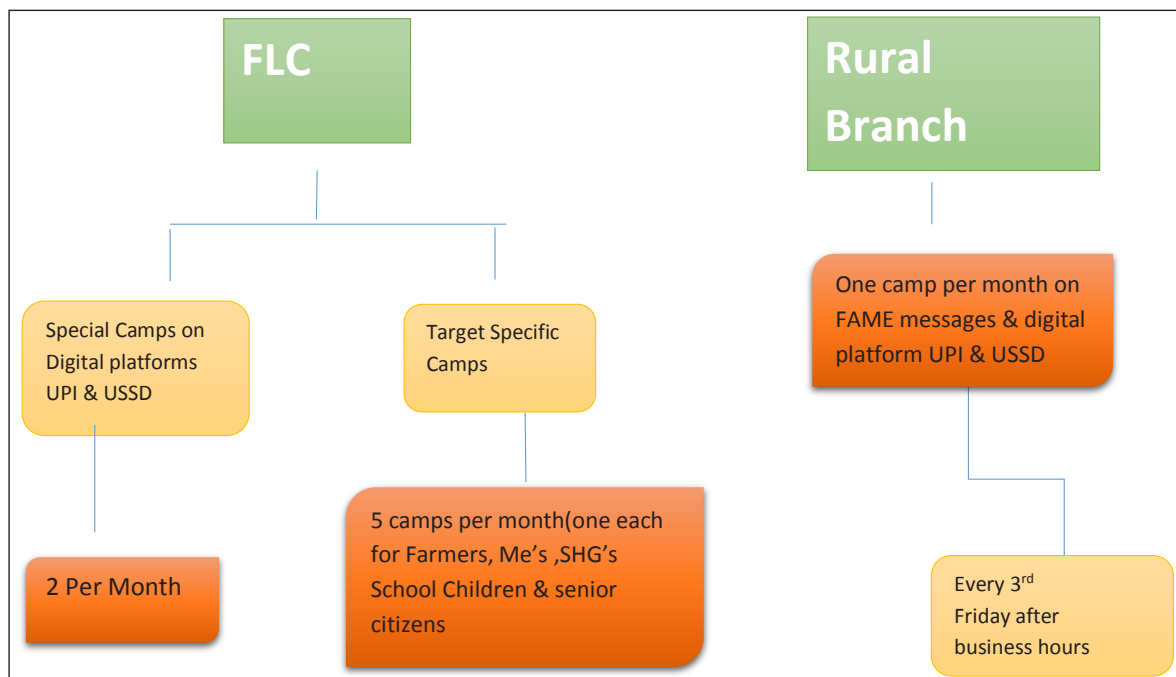 FLC
Special Camps on
Digital platforms
UPI & USSD
2 Per Month
Target Specific
Camps
5 camps per month(one each
for Farmers, Me's ,SHG's
School Children & senior
citizens
Rural
Branch
One camp per month on
FAME messages & digital
platform UPI & USSD
Every 3rd
Friday after
business hours